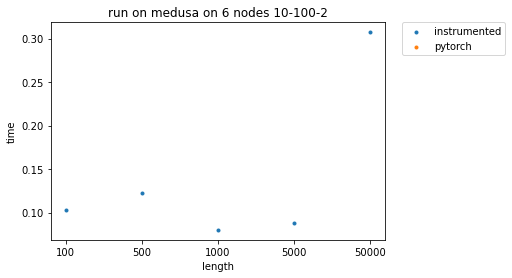 run on medusa on 6 nodes 10-100-2
instrumented
pytorch
0.30
0.25
0.20
0.15
0.10
time
100 500 1000 5000 50000
length